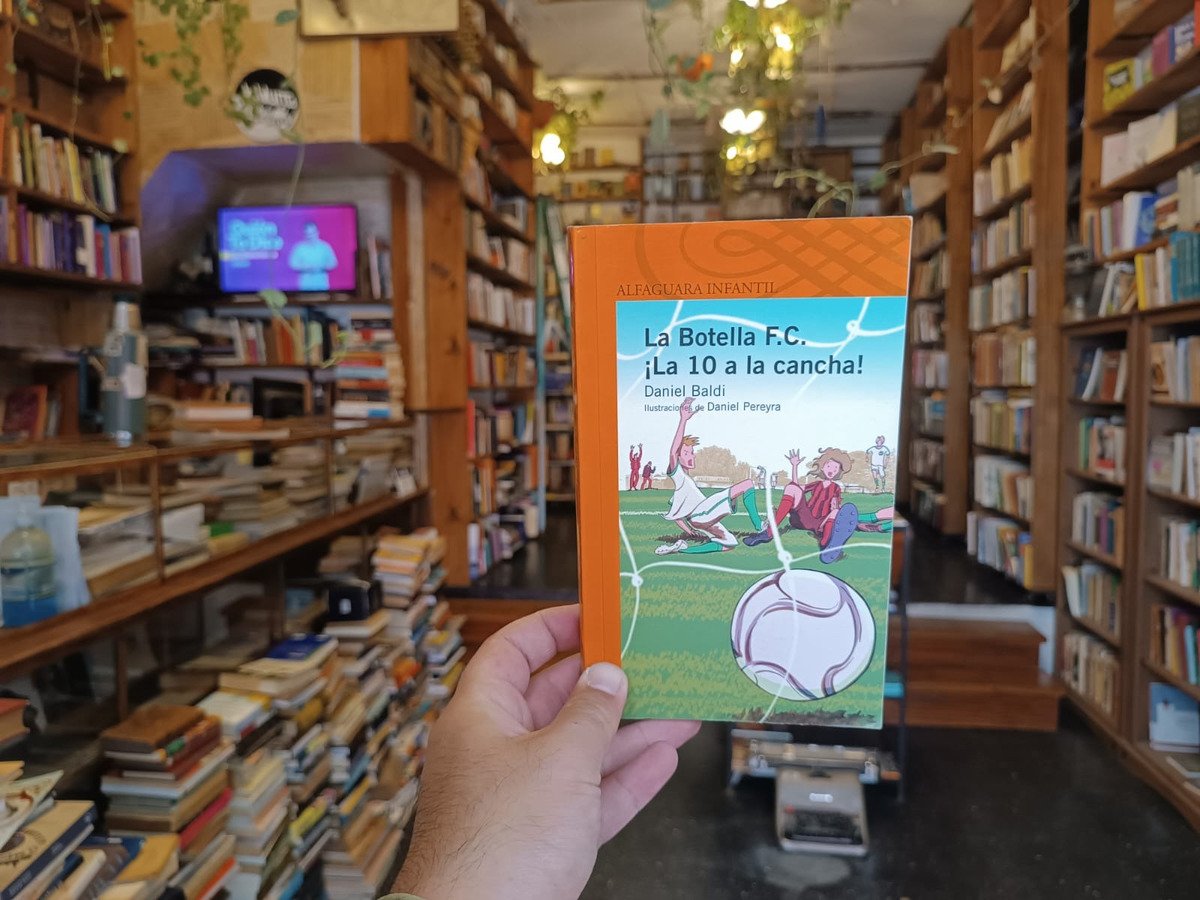 ALFAGUARA INFANTIL
La Botella F.C.
¡La 10 a la cancha!
Daniel Baldi
Ilustraciones de Daniel Pereyra